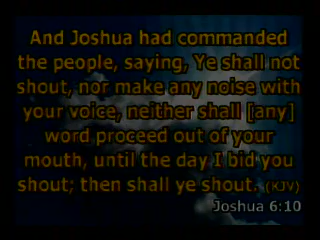 And Joshua had commanded
the people, saying, Ye shall not
shout, nor make any noise with
your voice, neither shall [any]
word proceed out of your
mouth, until the day I bid you
shout; then shall ye shout. (KJV)
Joshua 6:10